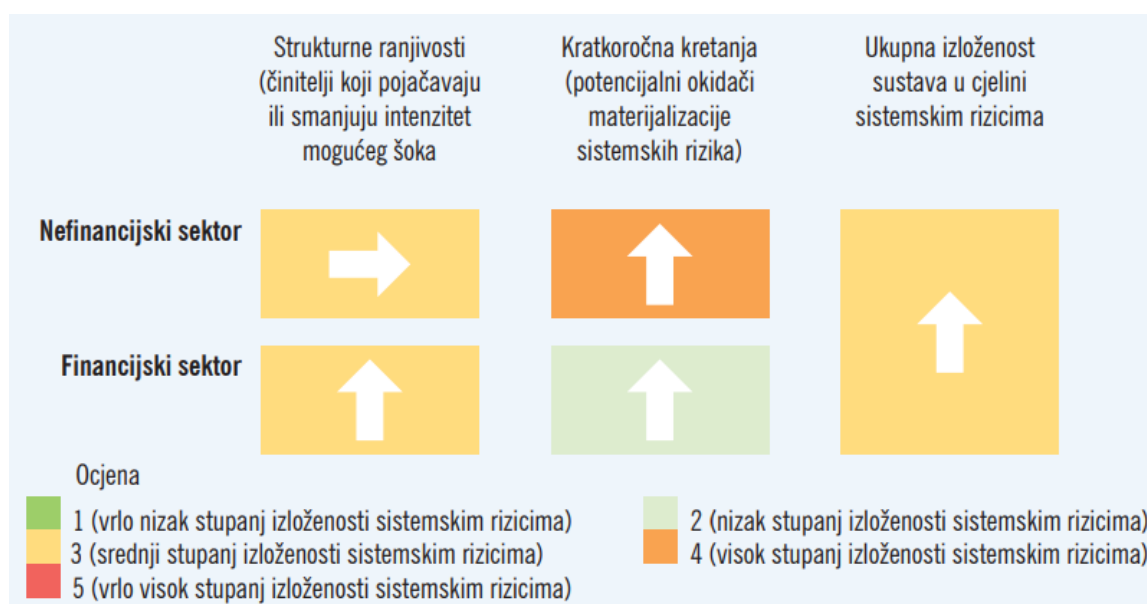 Strukturne ranjivosti
(činitelji koji pojačavaju
ili smanjuju intenzitet
mogućeg šoka
Kratkoročna kretanja
(potencijalni okidači
materijalizacije
sistemskih rizika)
Ukupna izloženost
sustava u cjelini
sistemskim rizicima
Nefinancijski sektor
Financijski sektor
Ocjena
1 (vrlo nizak stupanj izloženosti sistemskim rizicima)
2 (nizak stupanj izloženosti sistemskim rizicima)
3 (srednji stupanj izloženosti sistemskim rizicima)
4 (visok stupanj izloženosti sistemskim rizicima)
5 (vrlo visok stupanj izloženosti sistemskim rizicima)